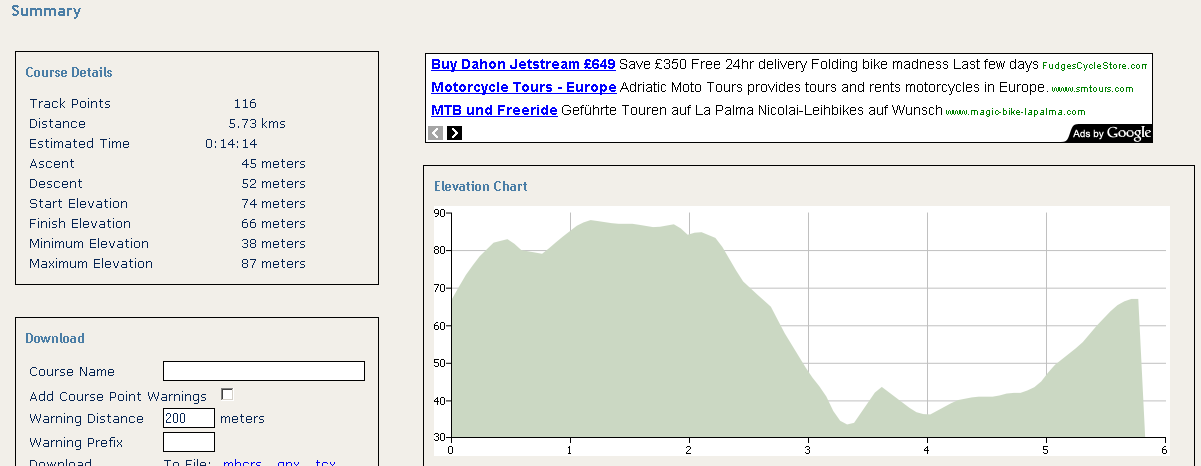 Summary
Course Details
Track Points 116
Distance 5.73 kms
Estimated Time 0:14:14
Ascent 45 meters
Descent 52 meters
Start Elevation 74 meters
Finish Elevation 66 meters
Minimum Elevation 38 meters
Maximum Elevation 87 meters
Download
Course Name
Add Course Point Warnings
Warning Distance 200 meters
Warning Prefix
Download To File: mhcrs gpx tcx
Buy Dahon Jetstream £649 Save £350 Free 24hr delivery Folding bike madness Last few days FudgesCycleStore.com
Motorcycle Tours - Europe Adriatic Moto Tours provides tours and rents motorcycles in Europe. www.smtours.com
MTB und Freeride Geführte Touren auf La Palma Nicolai-Leihbikes auf Wunsch www.magic-bike-lapalma.com
< >
Ads by Google
Elevation Chart
90
80
70
60
50
40
30
0 1 2 3 4 5 6